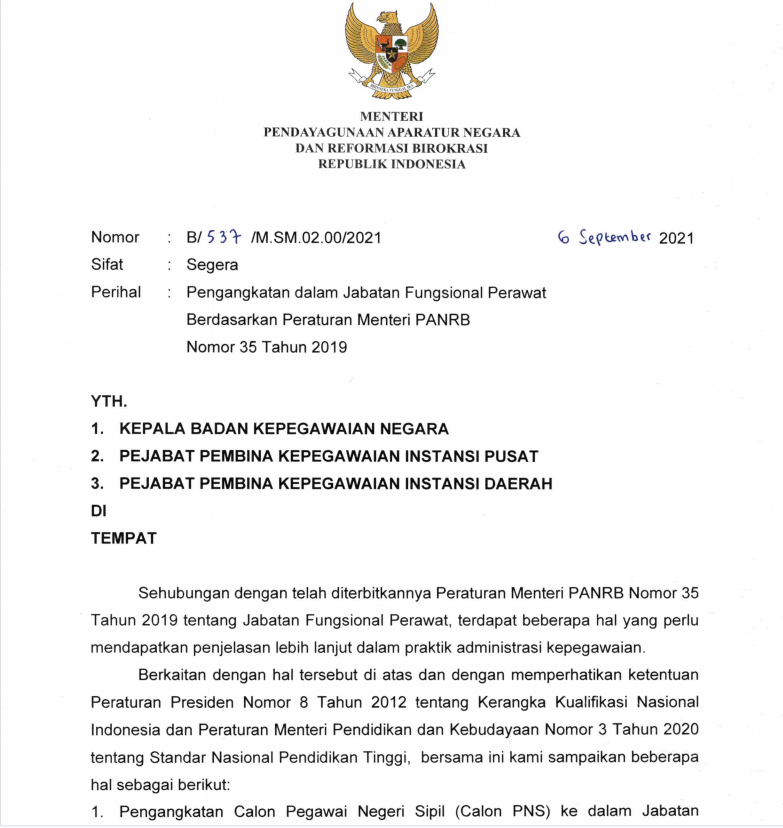 MENTERI
PENDAYAGUNAAN APARATUR NEGARA
DAN REFORMASI BIROKRASI
REPUBLIK INDONESIA
Nomor : B/ 537 /M.SM.02.00/2021 6 September 2021
Sifat : Segera
Perihal : Pengangkatan dalam Jabatan Fungsional Perawat
Berdasarkan Peraturan Menteri PANRB
Nomor 35 Tahun 2019
YTH.
1. KEPALA BADAN KEPEGAWAIAN NEGARA
2. PEJABAT PEMBINA KEPEGAWAIAN INSTANSI PUSAT
3. PEJABAT PEMBINA KEPEGAWAIAN INSTANSI DAERAH
DI
TEMPAT
Sehubungan dengan telah diterbitkannya Peraturan Menteri PANRB Nomor 35
Tahun 2019 tentang Jabatan Fungsional Perawat, terdapat beberapa hal yang perlu
mendapatkan penjelasan lebih lanjut dalam praktik administrasi kepegawaian.
Berkaitan dengan hal tersebut di atas dan dengan memperhatikan ketentuan
Peraturan Presiden Nomor 8 Tahun 2012 tentang Kerangka Kualifikasi Nasional
Indonesia dan Peraturan Menteri Pendidikan dan Kebudayaan Nomor 3 Tahun 2020
tentang Standar Nasional Pendidikan Tinggi, bersama ini kami sampaikan beberapa
hal sebagai berikut:
1. Pengangkatan Calon Pegawai Negeri Sipil (Calon PNS) ke dalam Jabatan